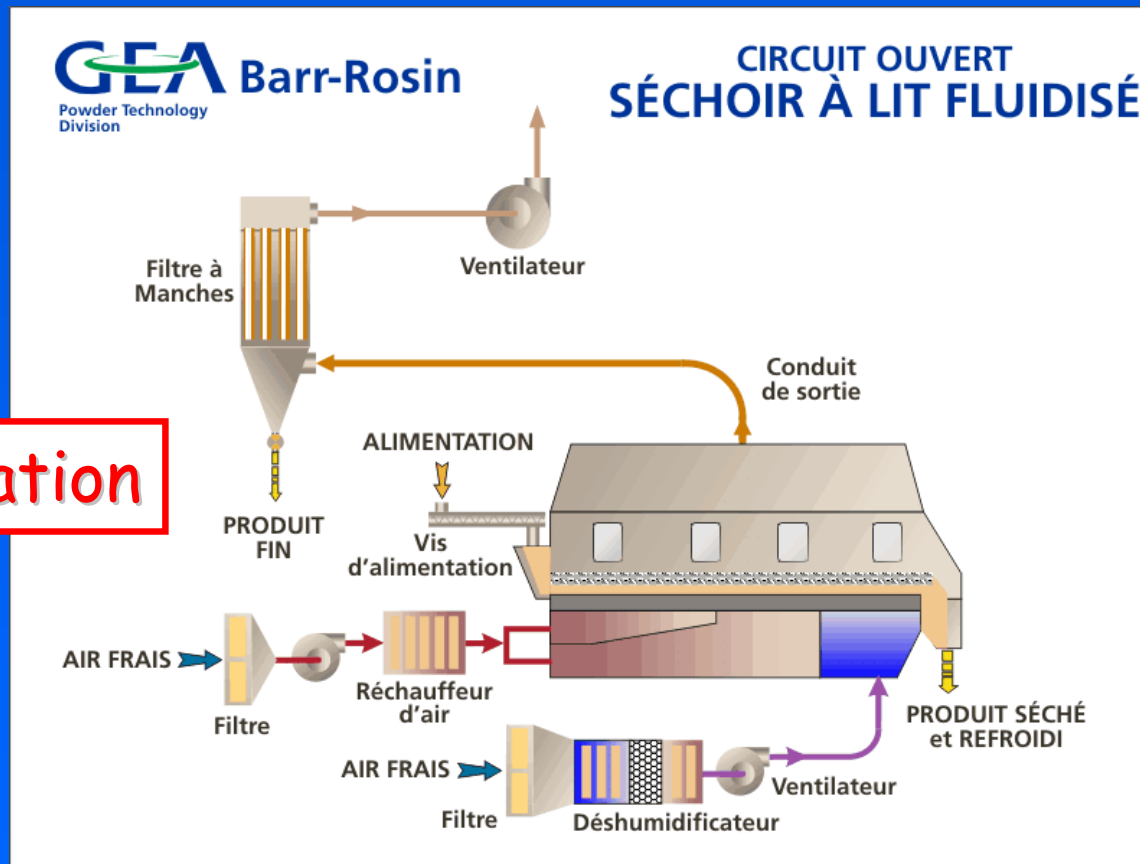 GEA Barr-Rosin
Powder Technology
Division
CIRCUIT OUVERT
SÉCHOIR À LIT FLUIDISÉ
Filtre à
Manches
Ventilateur
Conduit
de sortie
ALIMENTATION
ation
PRODUIT
FIN
Vis
d'alimentation
AIR FRAIS
Filtre
Réchauffeur
d'air
PRODUIT SÉCHÉ
et REFROIDI
AIR FRAIS
Filtre
Déshumidificateur
Ventilateur